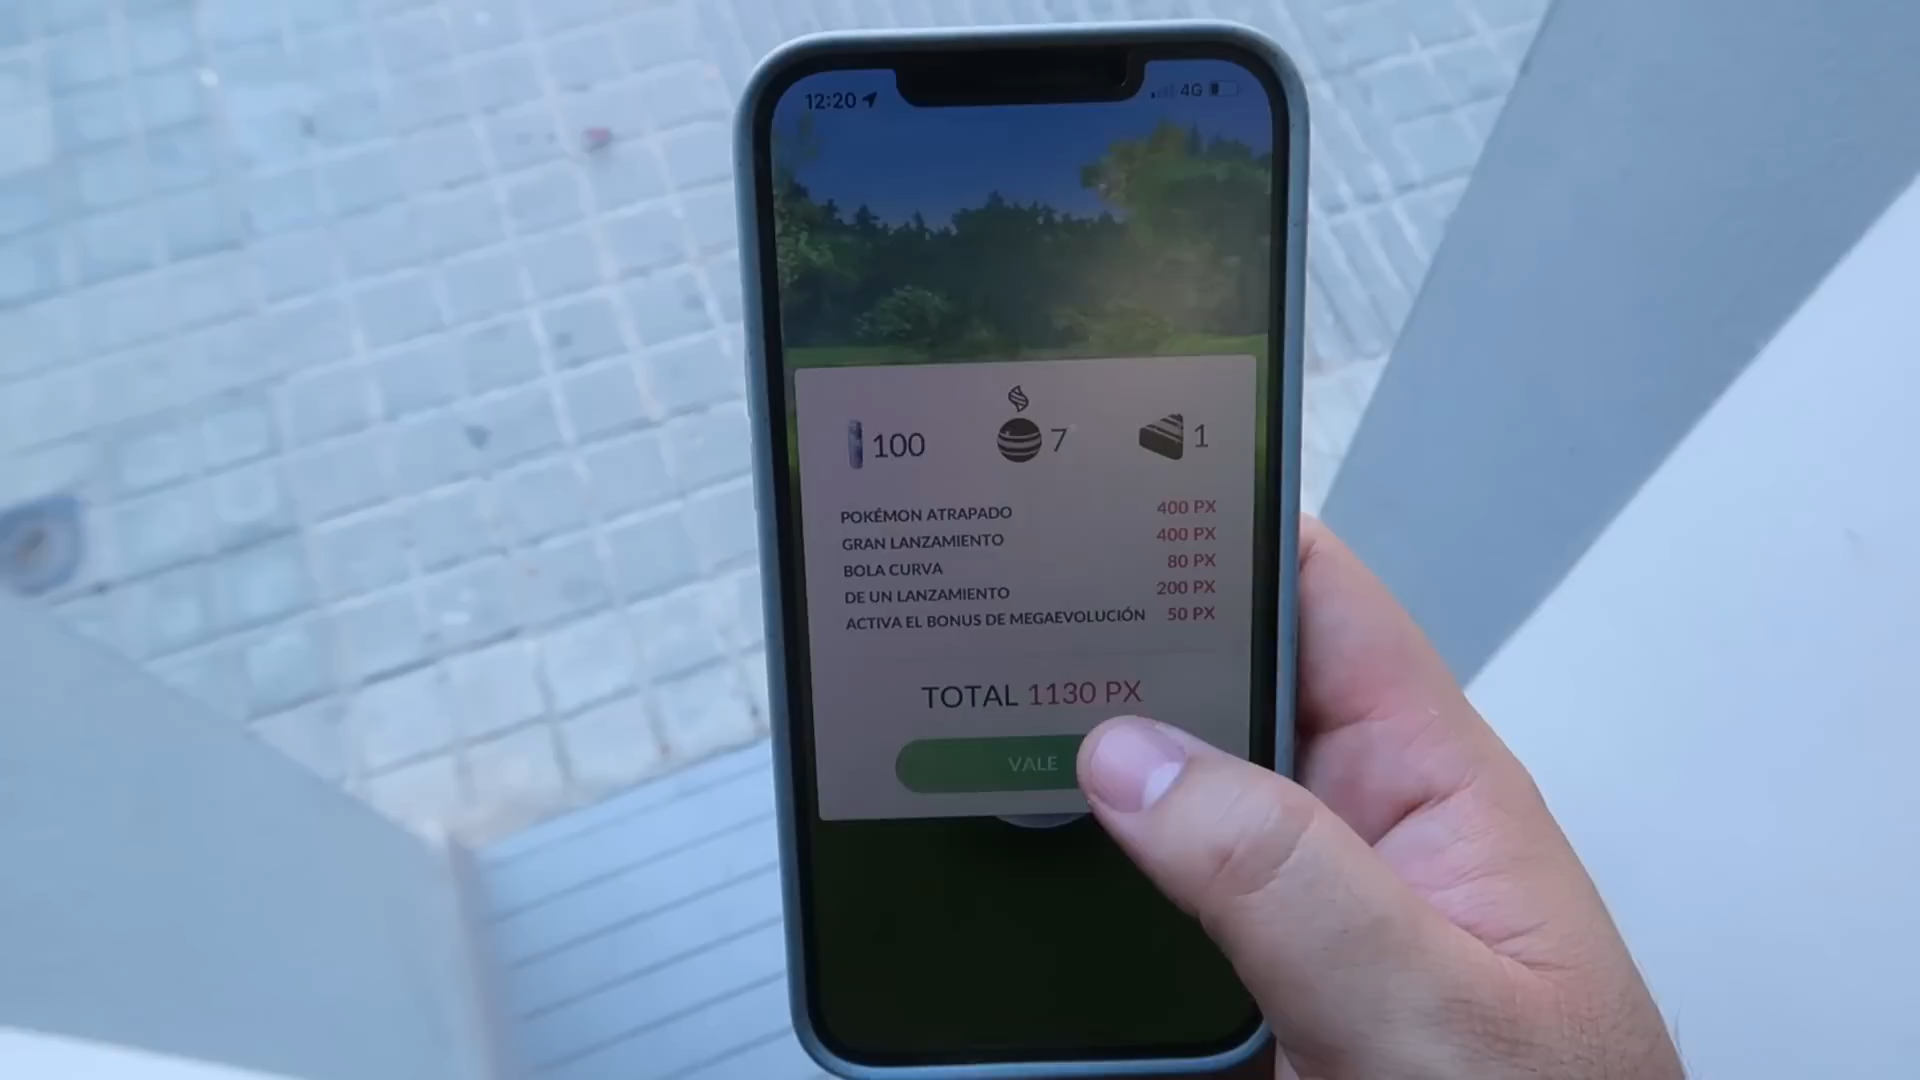 12:20 4G
100 7 1
POKÉMON ATRAPADO 400 PX
GRAN LANZAMIENTO 400 PX
BOLA CURVA 80 PX
DE UN LANZAMIENTO 200 PX
ACTIVA EL BONUS DE MEGAEVOLUCIÓN 50 PX
TOTAL 1130 PX
VALE